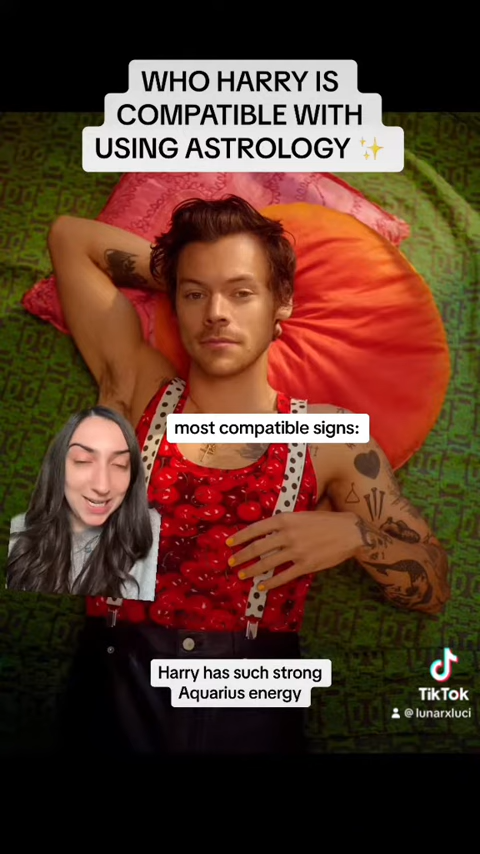 WHO HARRY IS
COMPATIBLE WITH
USING ASTROLOGY ✨
most compatible signs:
Harry has such strong
Aquarius energy
TikTok
@lunarxluci